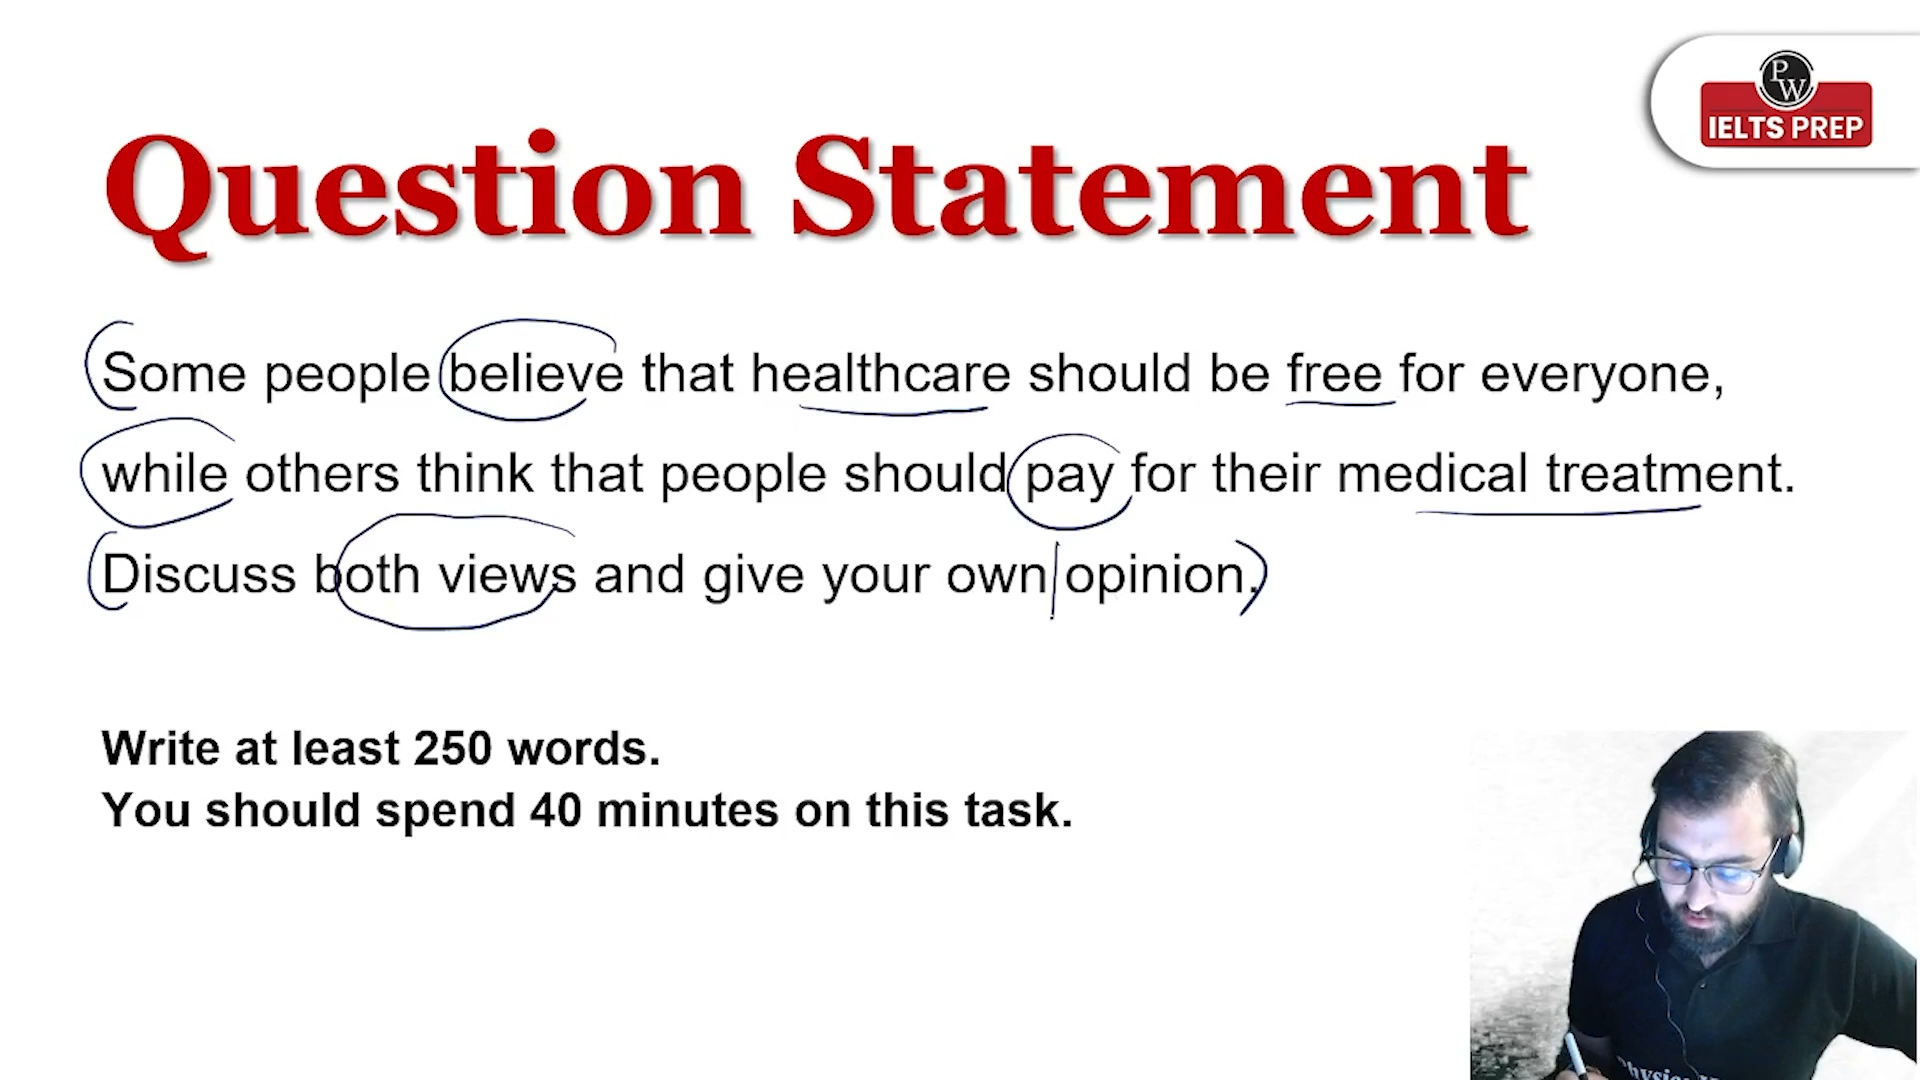 PW
IELTS PREP
Question Statement
Some people believe that healthcare should be free for everyone,
while others think that people should pay for their medical treatment.
Discuss both views and give your own opinion.
Write at least 250 words.
You should spend 40 minutes on this task.